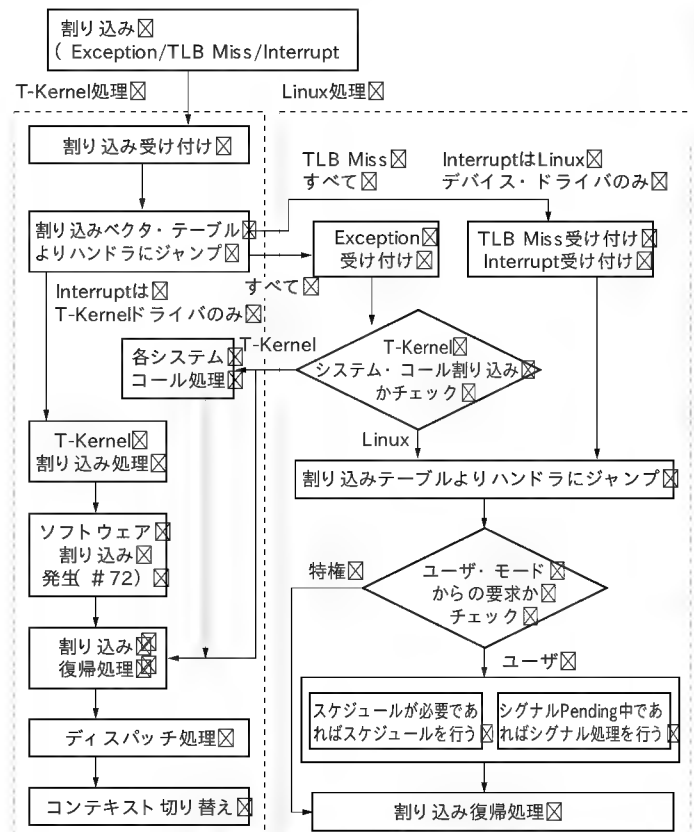 割り込み
( Exception/TLB Miss/Interrupt
T-Kernel処理
Linux処理
割り込み受け付け
TLB Miss
すべて
InterruptはLinux
デバイス・ドライバのみ
割り込みベクタ・テーブル
よりハンドラにジャンプ
Exception
受け付け
TLB Miss受け付け
Interrupt受け付け
すべて
Interruptは
T-Kernelドライバのみ
T-Kernel
各システム
コール処理
T-Kernel
システム・コール割り込み
かチェック
Linux
T-Kernel
割り込み処理
割り込みテーブルよりハンドラにジャンプ
ソフトウェア
割り込み
発生( #72)
特権
ユーザ・モード
からの要求か
チェック
割り込み
復帰処理
ユーザ
スケジュールが必要であ
ればスケジュールを行う
シグナルPending中であ
ればシグナル処理を行う
ディスパッチ処理
コンテキスト切り替え
割り込み復帰処理